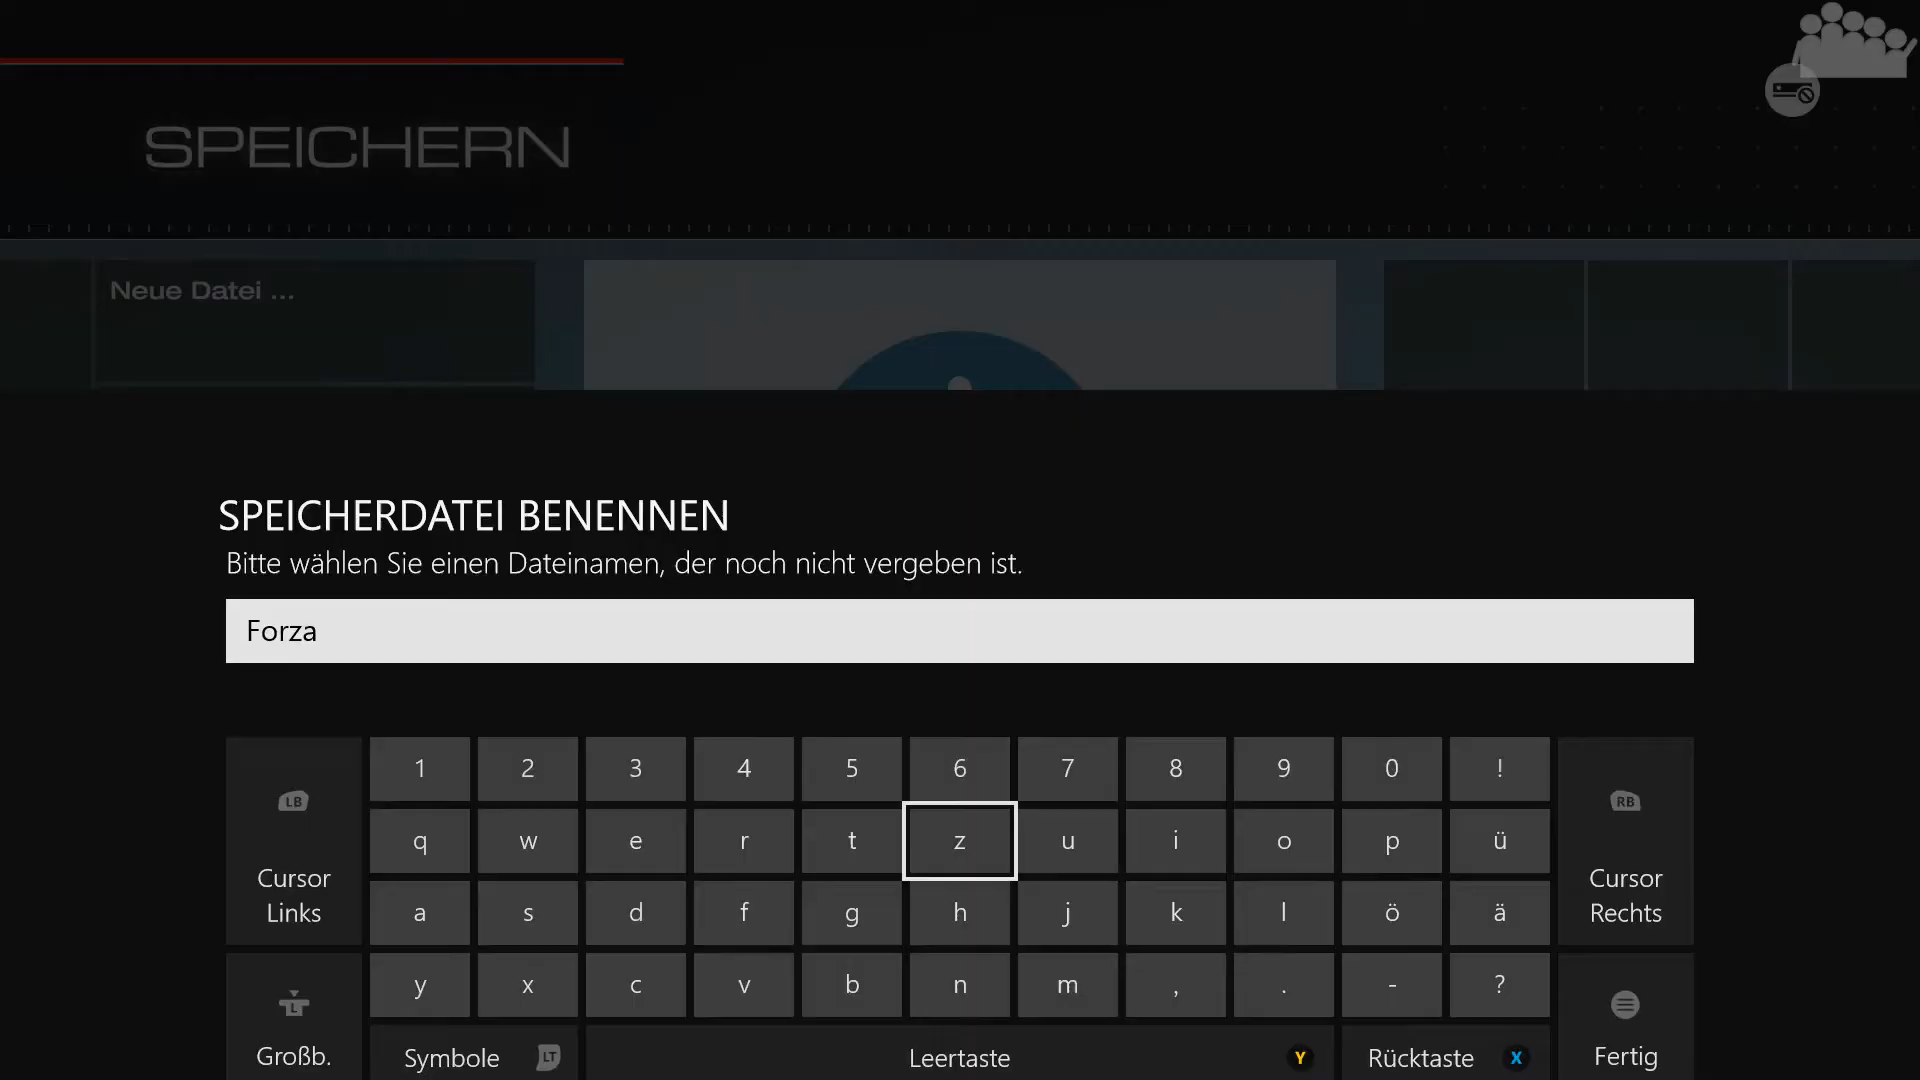 SPEICHERN
Neue Datei ...
SPEICHERDATEI BENENNEN
Bitte wählen Sie einen Dateinamen, der noch nicht vergeben ist.
Forza
1 2 3 4 5 6 7 8 9 0 !
LB
RB
q w e r t z u i o p ü
Cursor Links
Cursor Rechts
a s d f g h j k l ö ä
y x c v b n m , . - ?
L
Großb.
Symbole LT
Leertaste Y
Rücktaste X
Fertig